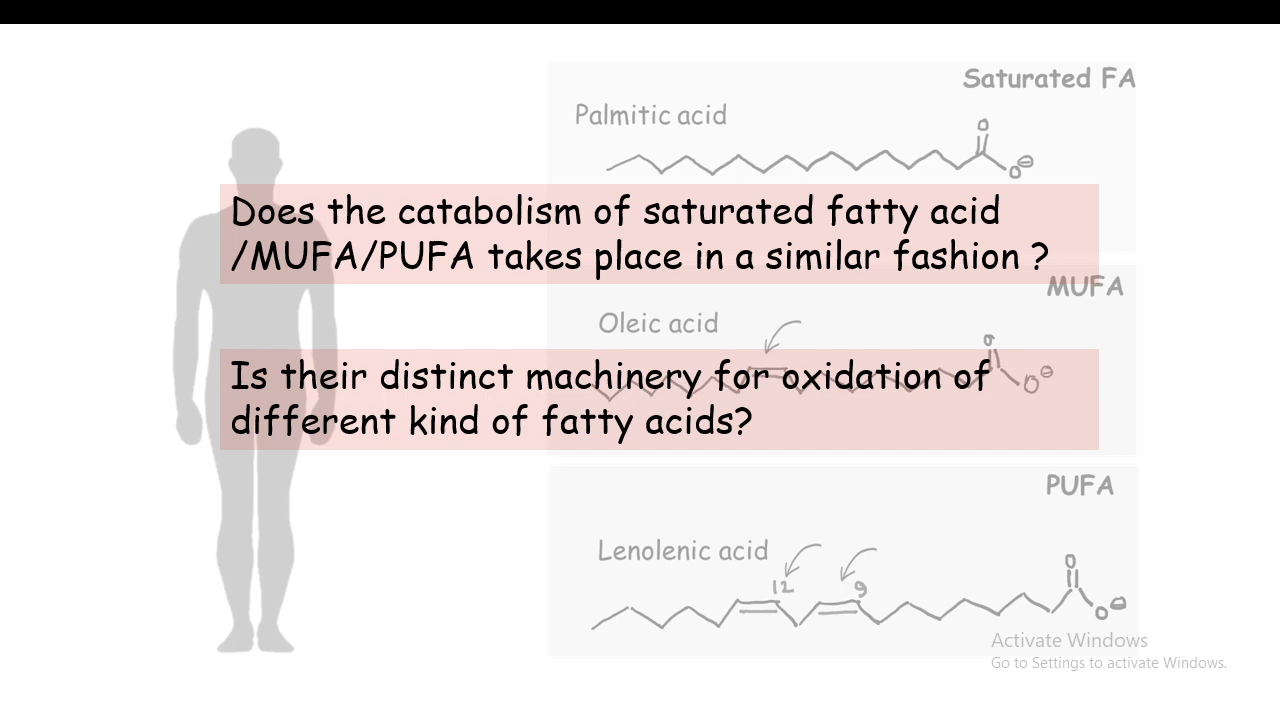 Saturated FA
Palmitic acid
O
O⊖
Does the catabolism of saturated fatty acid
/MUFA/PUFA takes place in a similar fashion ?
MUFA
Oleic acid
O
O⊖
Is their distinct machinery for oxidation of
different kind of fatty acids?
PUFA
Lenolenic acid
12
9
O
O⊖
Activate Windows
Go to Settings to activate Windows.